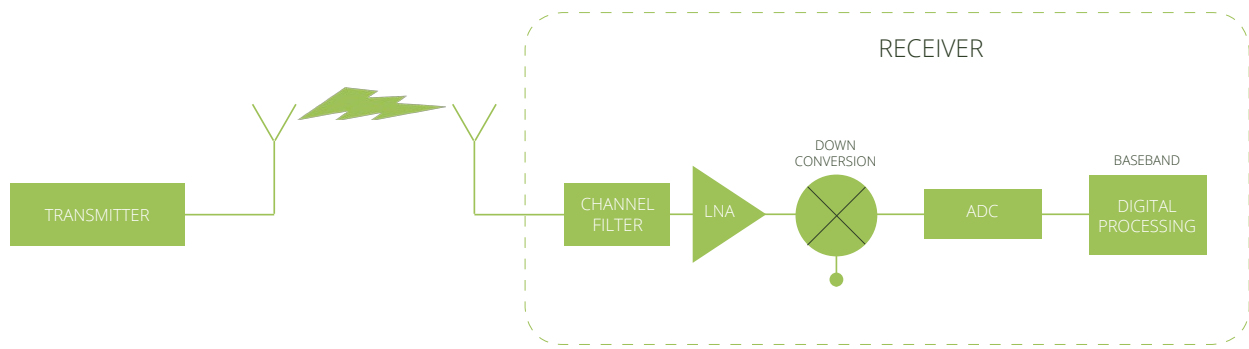 RECEIVER
DOWN
CONVERSION
BASEBAND
TRANSMITTER
CHANNEL
FILTER
LNA
ADC
DIGITAL
PROCESSING